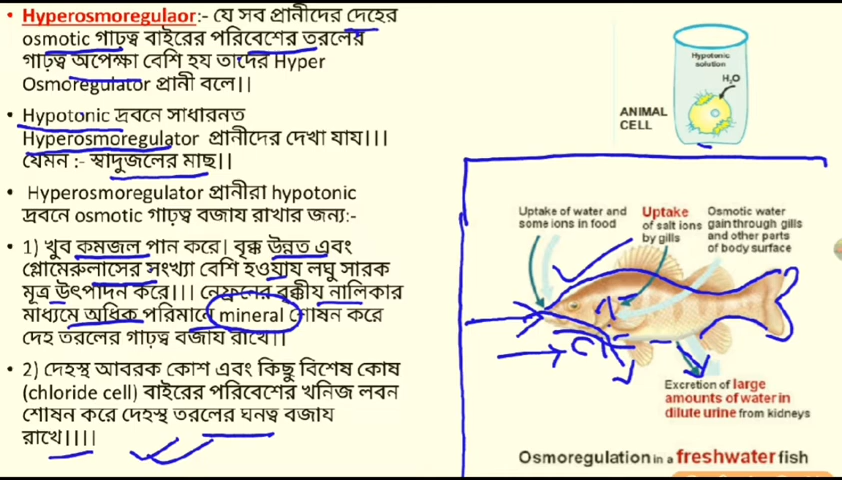 • Hyperosmoregulaor:- যে সব প্রানীদের দেহের
osmotic গাঢত্ব বাইরের পরিবেশের তরলের
গাঢ়ত্ব অপেক্ষা বেশি হয তাদের Hyper
Osmoregulator প্রানী বলে।।
• Hypotonic দ্রবনে সাধারনত
Hyperosmoregulator প্রানীদের দেখা যায।।।
যেমন :- স্বাদুজলের মাছ।।
• Hyperosmoregulator প্রানীরা hypotonic
দ্রবনে osmotic গাঢ়ত্ব বজায রাখার জন্য:-
• 1) খুব কমজল পান করে। বৃক্ক উন্নত এবং
গ্লোমেরুলাসের সংখ্যা বেশি হওযায লঘু সারক
মূত্র উৎপাদন করে।।। নেফ্রনের বৃক্কীয নালিকার
মাধ্যমে অধিক পরিমানে mineral শোষন করে
দেহ তরলের গাঢ়ত্ব বজায রাখে।।
• 2) দেহস্থ আবরক কোশ এবং কিছু বিশেষ কোষ
(chloride cell) বাইরের পরিবেশের খনিজ লবন
শোষন করে দেহস্থ তরলের ঘনত্ব বজায
রাখে।।।।
Hypotonic
solution
H₂O
ANIMAL
CELL
Uptake of water and
some ions in food
Uptake
of salt ions
by gills
Osmotic water
gain through gills
and other parts
of body surface
Excretion of large
amounts of water in
dilute urine from kidneys
Osmoregulation in a freshwater fish